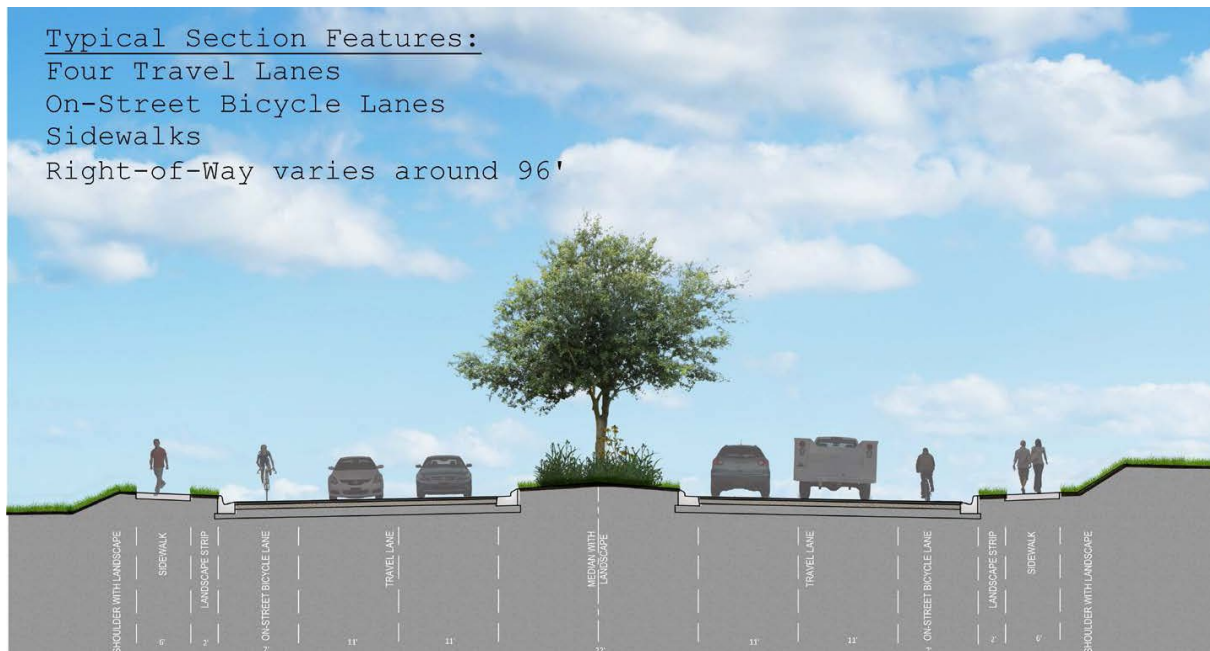 Typical Section Features:
Four Travel Lanes
On-Street Bicycle Lanes
Sidewalks
Right-of-Way varies around 96'
SHOULDER WITH LANDSCAPE
SIDEWALK
LANDSCAPE STRIP
ON-STREET BICYCLE LANE
TRAVEL LANE
MEDIAN WITH
LANDSCAPE
TRAVEL LANE
ON-STREET BICYCLE LANE
LANDSCAPE STRIP
SIDEWALK
SHOULDER WITH LANDSCAPE
6'
2'
11'
11'
11'
11'
2'
6'